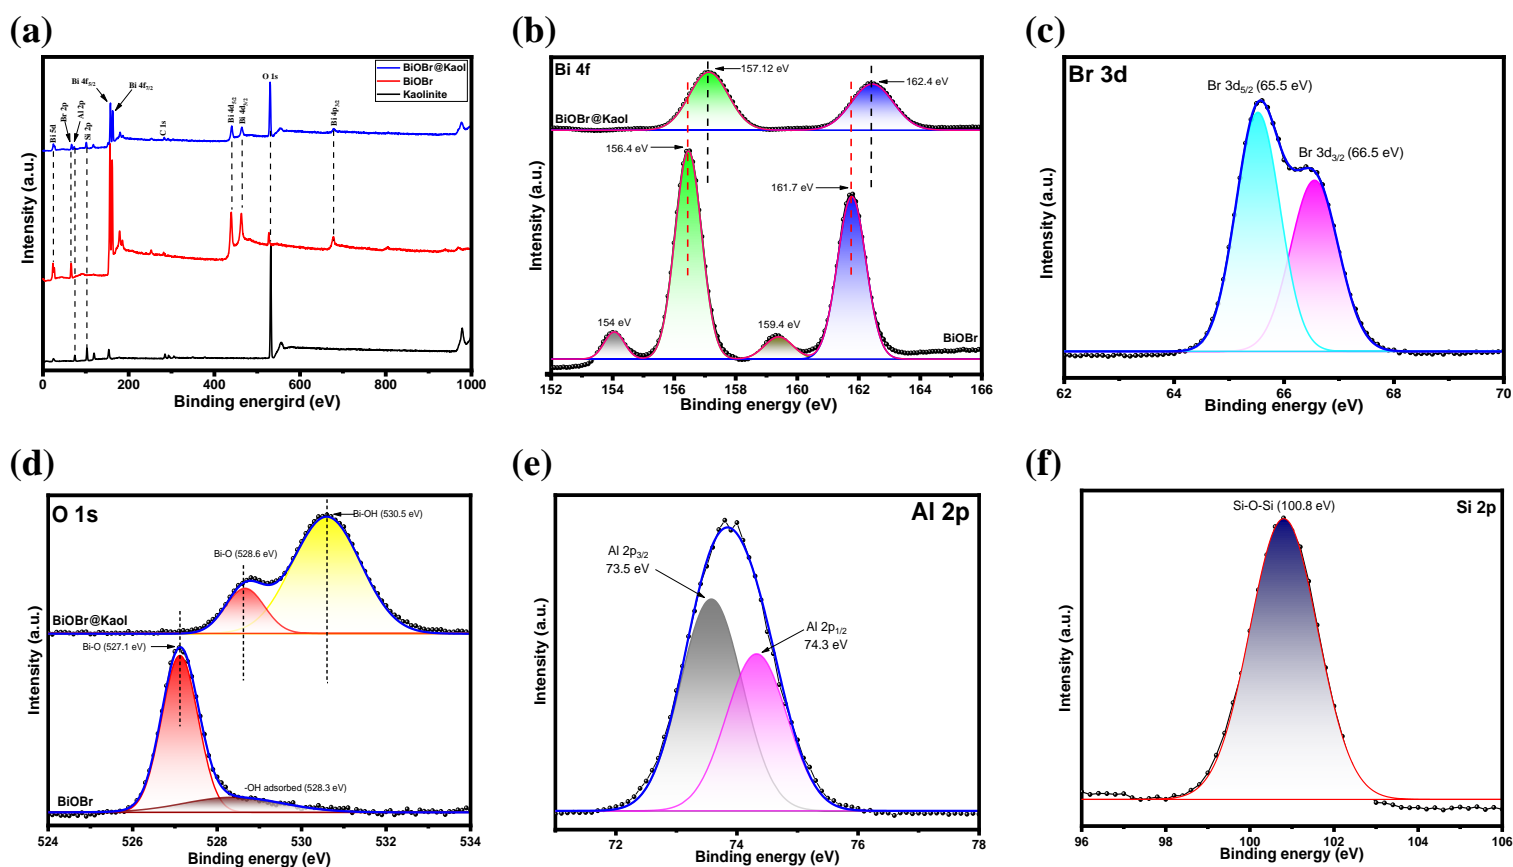 (a)
BiOBr@Kaol
BiOBr
Kaolinite
Bi 5d
Br 2p
Al 2p
Si 2p
Bi 4f5/2
Bi 4f7/2
C 1s
Bi 4d5/2
Bi 4d3/2
O 1s
Bi 4p3/2
Intensity (a.u.)
0 200 400 600 800 1000
Binding energird (eV)
(b)
Bi 4f
157.12 eV
162.4 eV
BiOBr@Kaol
156.4 eV
161.7 eV
154 eV
159.4 eV
BiOBr
Intensity (a.u.)
152 154 156 158 160 162 164 166
Binding energy (eV)
(c)
Br 3d
Br 3d5/2 (65.5 eV)
Br 3d3/2 (66.5 eV)
Intensity (a.u.)
62 64 66 68 70
Binding energy (eV)
(d)
O 1s
Bi-OH (530.5 eV)
Bi-O (528.6 eV)
BiOBr@Kaol
Bi-O (527.1 eV)
-OH adsorbed (528.3 eV)
BiOBr
Intensity (a.u.)
524 526 528 530 532 534
Binding energy (eV)
(e)
Al 2p
Al 2p3/2
73.5 eV
Al 2p1/2
74.3 eV
Intensity (a.u.)
72 74 76 78
Binding energy (eV)
(f)
Si-O-Si (100.8 eV)
Si 2p
Intensity (a.u.)
96 98 100 102 104 106
Binding energy (eV)